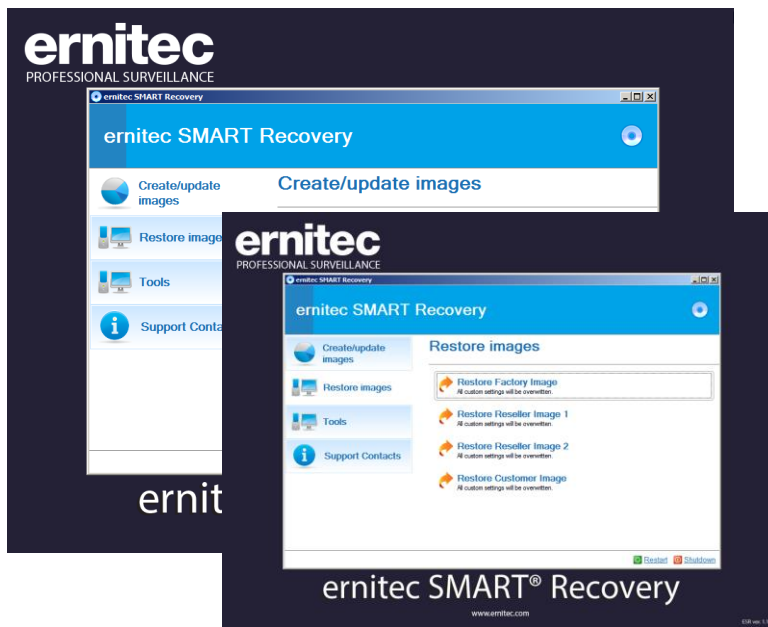 ernitec
PROFESSIONAL SURVEILLANCE
ernitec SMART Recovery
ernitec SMART Recovery
Create/update
images
Restore image
Tools
Support Conta
Create/update images
ernit
ernitec
PROFESSIONAL SURVEILLANCE
ernitec SMART Recovery
ernitec SMART Recovery
Create/update
images
Restore images
Tools
Support Contacts
Restore images
Restore Factory Image
All custom settings will be overwritten.
Restore Reseller Image 1
All custom settings will be overwritten.
Restore Reseller Image 2
All custom settings will be overwritten.
Restore Customer Image
All custom settings will be overwritten.
Restart Shutdown
ernitec SMART® Recovery
www.ernitec.com